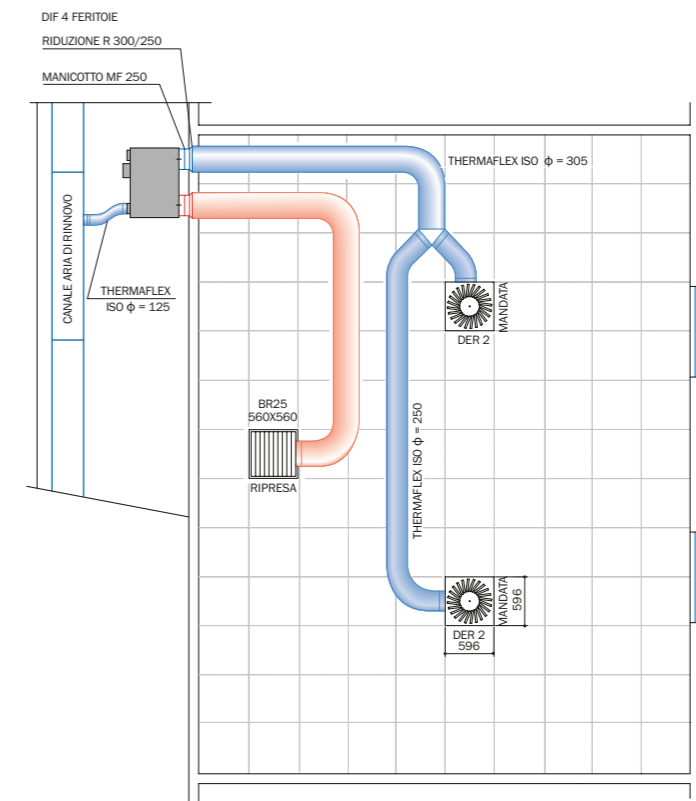 DIF 4 FERITOIE
RIDUZIONE R 300/250
MANICOTTO MF 250
THERMAFLEX ISO ϕ = 305
CANALE ARIA DI RINNOVO
THERMAFLEX
ISO ϕ = 125
MANDATA
DER 2
BR25
560X560
RIPRESA
THERMAFLEX ISO ϕ = 250
MANDATA
596
DER 2
596